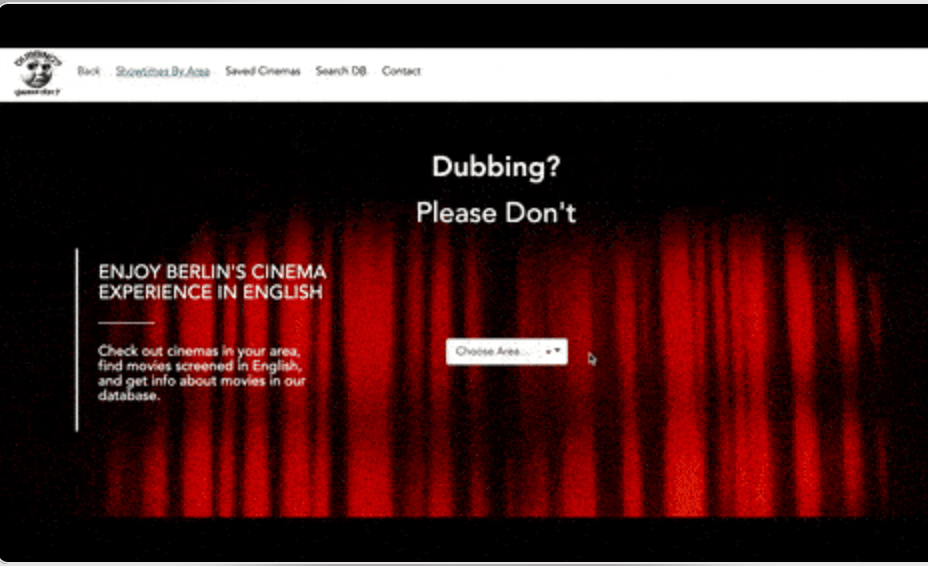 DUBBING?
Back Showtimes By Area Saved Cinemas Search DB Contact
Dubbing?
Please Don't
ENJOY BERLIN'S CINEMA
EXPERIENCE IN ENGLISH
Check out cinemas in your area,
find movies screened in English,
and get info about movies in our
database.
Choose Area...